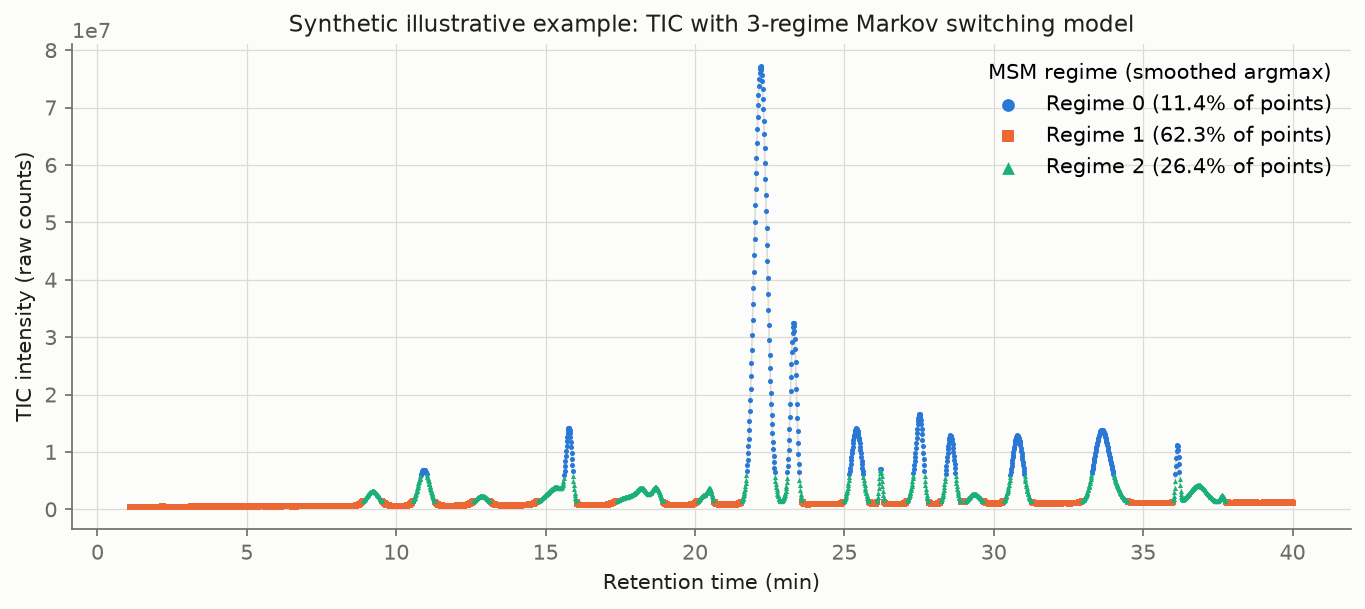 Synthetic illustrative example: TIC with 3-regime Markov switching model
1e7
8
7
6
5
4
3
2
1
0
TIC intensity (raw counts)
MSM regime (smoothed argmax)
Regime 0 (11.4% of points)
Regime 1 (62.3% of points)
Regime 2 (26.4% of points)
0 5 10 15 20 25 30 35 40
Retention time (min)